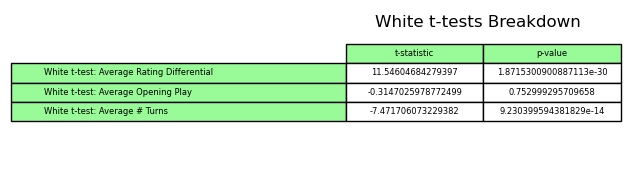 White t-tests Breakdown
t-statistic p-value
White t-test: Average Rating Differential 11.54604684279397 1.8715300900887113e-30
White t-test: Average Opening Play -0.3147025978772499 0.752999295709658
White t-test: Average # Turns -7.471706073229382 9.230399594381829e-14